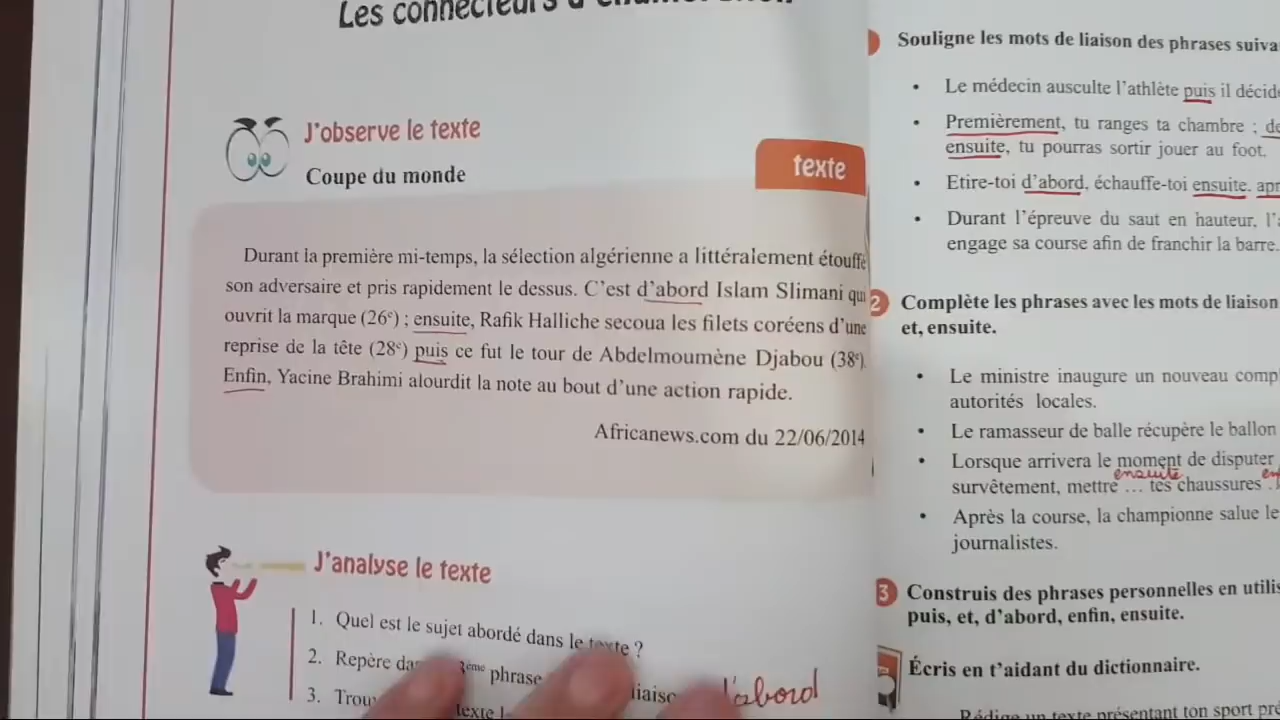 Les connecteurs d'énumération
J'observe le texte
Coupe du monde
texte
Durant la première mi-temps, la sélection algérienne a littéralement étouffé
son adversaire et pris rapidement le dessus. C'est d'abord Islam Slimani qui
ouvrit la marque (26e) ; ensuite, Rafik Halliche secoua les filets coréens d'une
reprise de la tête (28e) puis ce fut le tour de Abdelmoumène Djabou (38e).
Enfin, Yacine Brahimi alourdit la note au bout d'une action rapide.
Africanews.com du 22/06/2014
J'analyse le texte
1. Quel est le sujet abordé dans le texte ?
2. Repère phrase
d'abord
3.
Souligne les mots de liaison des phrases
Le médecin ausculte l'athlète puis il
Premièrement, tu ranges ta chambre ;
ensuite, tu pourras sortir jouer au foot.
Etire-toi d'abord, échauffe-toi ensuite.
Durant l'épreuve du saut en hauteur,
engage sa course afin de franchir la barre.
2 Complète les phrases avec les mots de liaison
et, ensuite.
Le ministre inaugure un nouveau
autorités locales.
Le ramasseur de balle récupère le ballon
Lorsque arrivera le moment de disputer
ensuite
survêtement, mettre ... tes chaussures
Après la course, la championne salue le
journalistes.
3 Construis des phrases personnelles en
puis, et, d'abord, enfin, ensuite.
Écris en t'aidant du dictionnaire.
Rédige un texte présentant ton sport